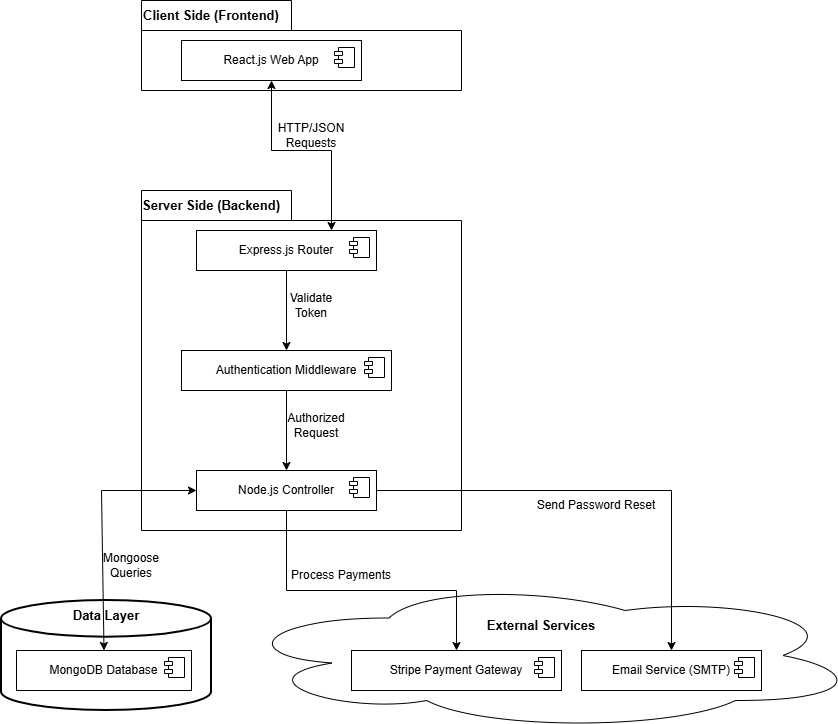 Client Side (Frontend)
React.js Web App
HTTP/JSON
Requests
Server Side (Backend)
Express.js Router
Validate
Token
Authentication Middleware
Authorized
Request
Node.js Controller
Send Password Reset
Mongoose
Queries
Process Payments
Data Layer
External Services
MongoDB Database
Stripe Payment Gateway
Email Service (SMTP)